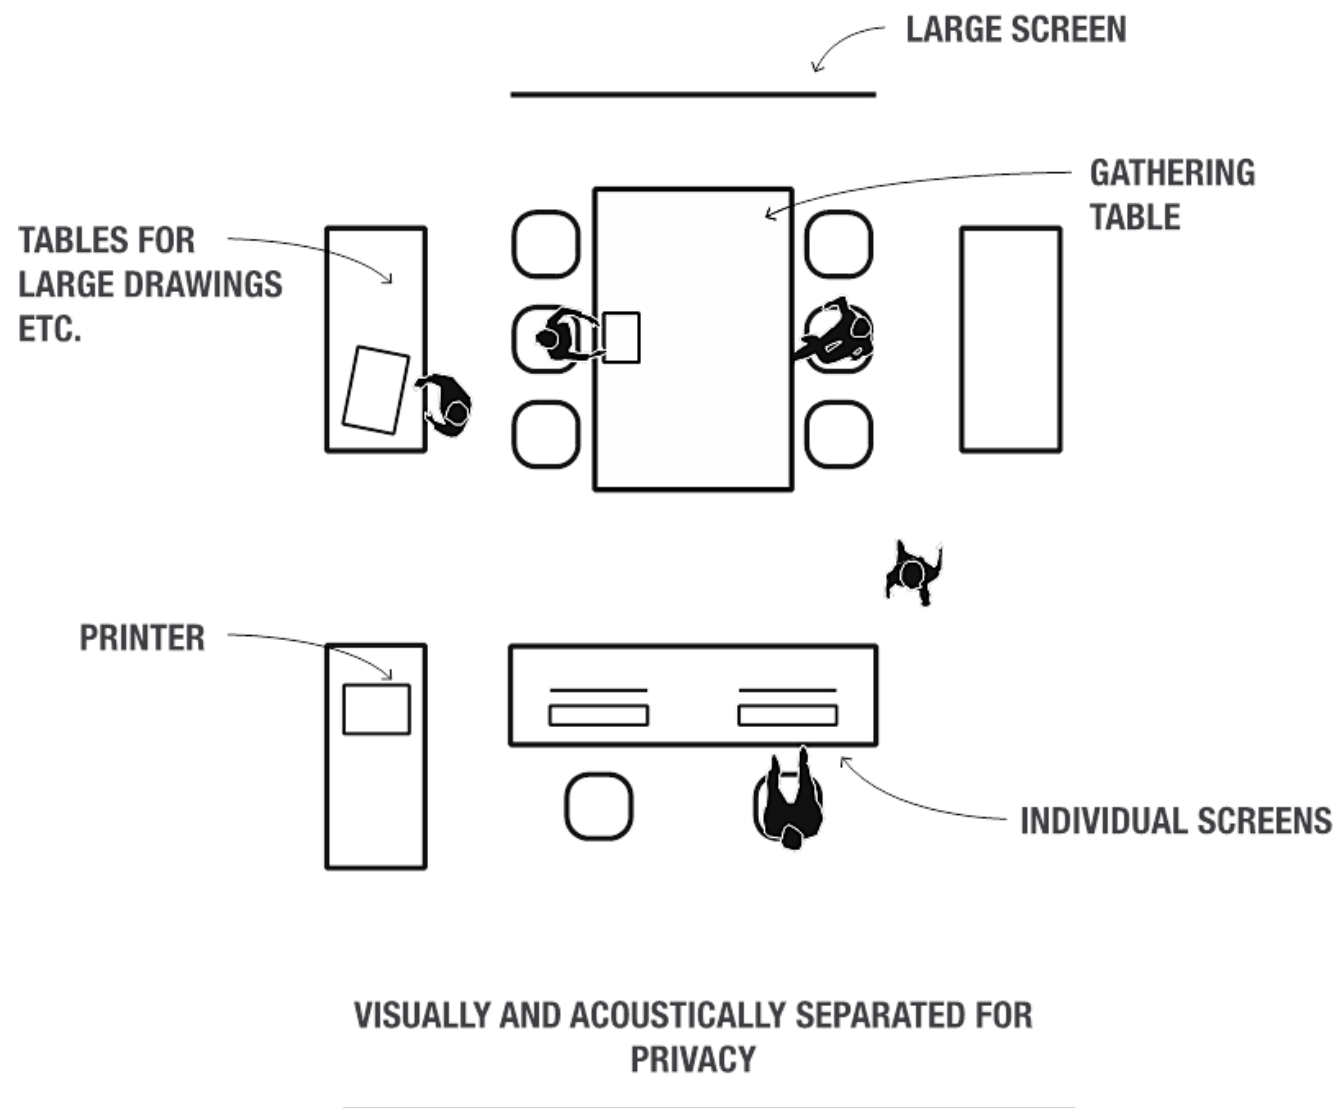 LARGE SCREEN
GATHERING
TABLE
TABLES FOR
LARGE DRAWINGS
ETC.
PRINTER
INDIVIDUAL SCREENS
VISUALLY AND ACOUSTICALLY SEPARATED FOR
PRIVACY